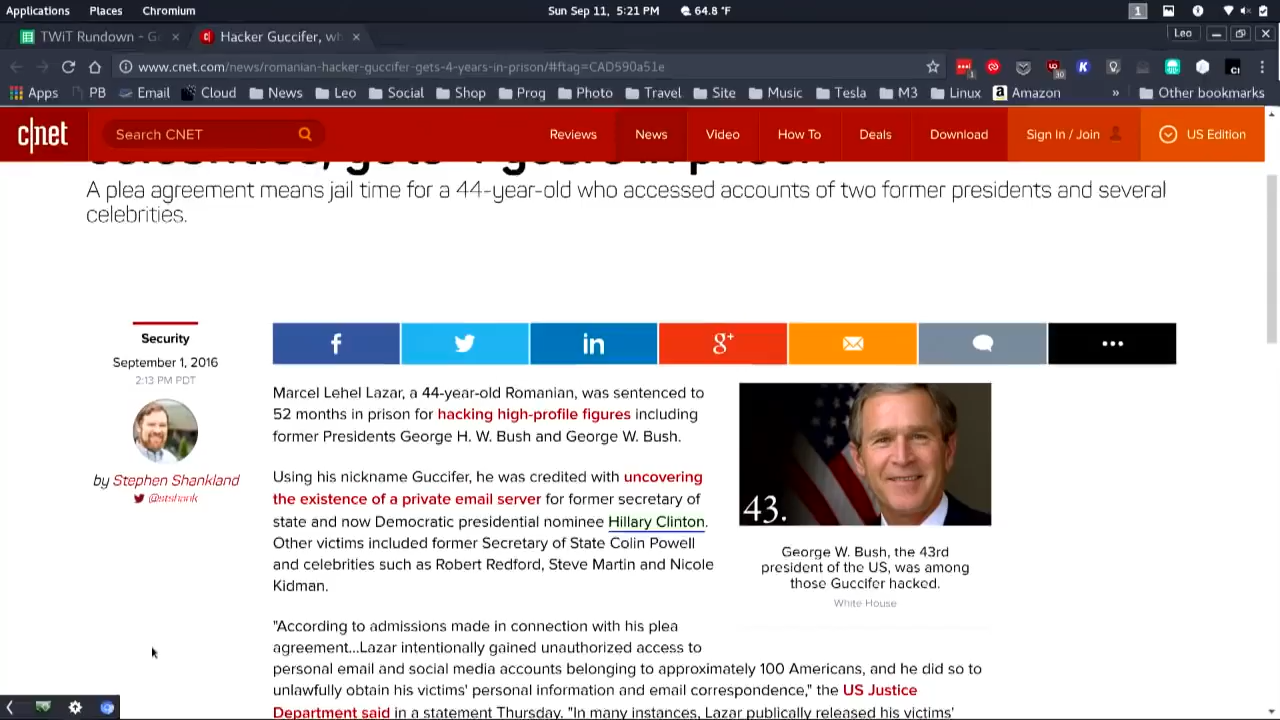 Applications Places Chromium Sun Sep 11, 5:21 PM 64.8 °F 1
TWiT Rundown - G × Hacker Guccifer, wh × Leo
www.cnet.com/news/romanian-hacker-guccifer-gets-4-years-in-prison/#ftag=CAD590a51e
Apps PB Email Cloud News Leo Social Shop Prog Photo Travel Site Music Tesla M3 Linux Amazon » Other bookmarks
c|net Search CNET Reviews News Video How To Deals Download Sign In / Join US Edition
celebrities, gets 4 years in prison
A plea agreement means jail time for a 44-year-old who accessed accounts of two former presidents and several
celebrities.
Security
September 1, 2016
2:13 PM PDT
by Stephen Shankland
@stshank
f in g+ •••
Marcel Lehel Lazar, a 44-year-old Romanian, was sentenced to
52 months in prison for hacking high-profile figures including
former Presidents George H. W. Bush and George W. Bush.
Using his nickname Guccifer, he was credited with uncovering
the existence of a private email server for former secretary of
state and now Democratic presidential nominee Hillary Clinton.
Other victims included former Secretary of State Colin Powell
and celebrities such as Robert Redford, Steve Martin and Nicole
Kidman.
43.
George W. Bush, the 43rd
president of the US, was among
those Guccifer hacked.
White House
"According to admissions made in connection with his plea
agreement...Lazar intentionally gained unauthorized access to
personal email and social media accounts belonging to approximately 100 Americans, and he did so to
unlawfully obtain his victims' personal information and email correspondence," the US Justice
Department said in a statement Thursday. "In many instances, Lazar publically released his victims'